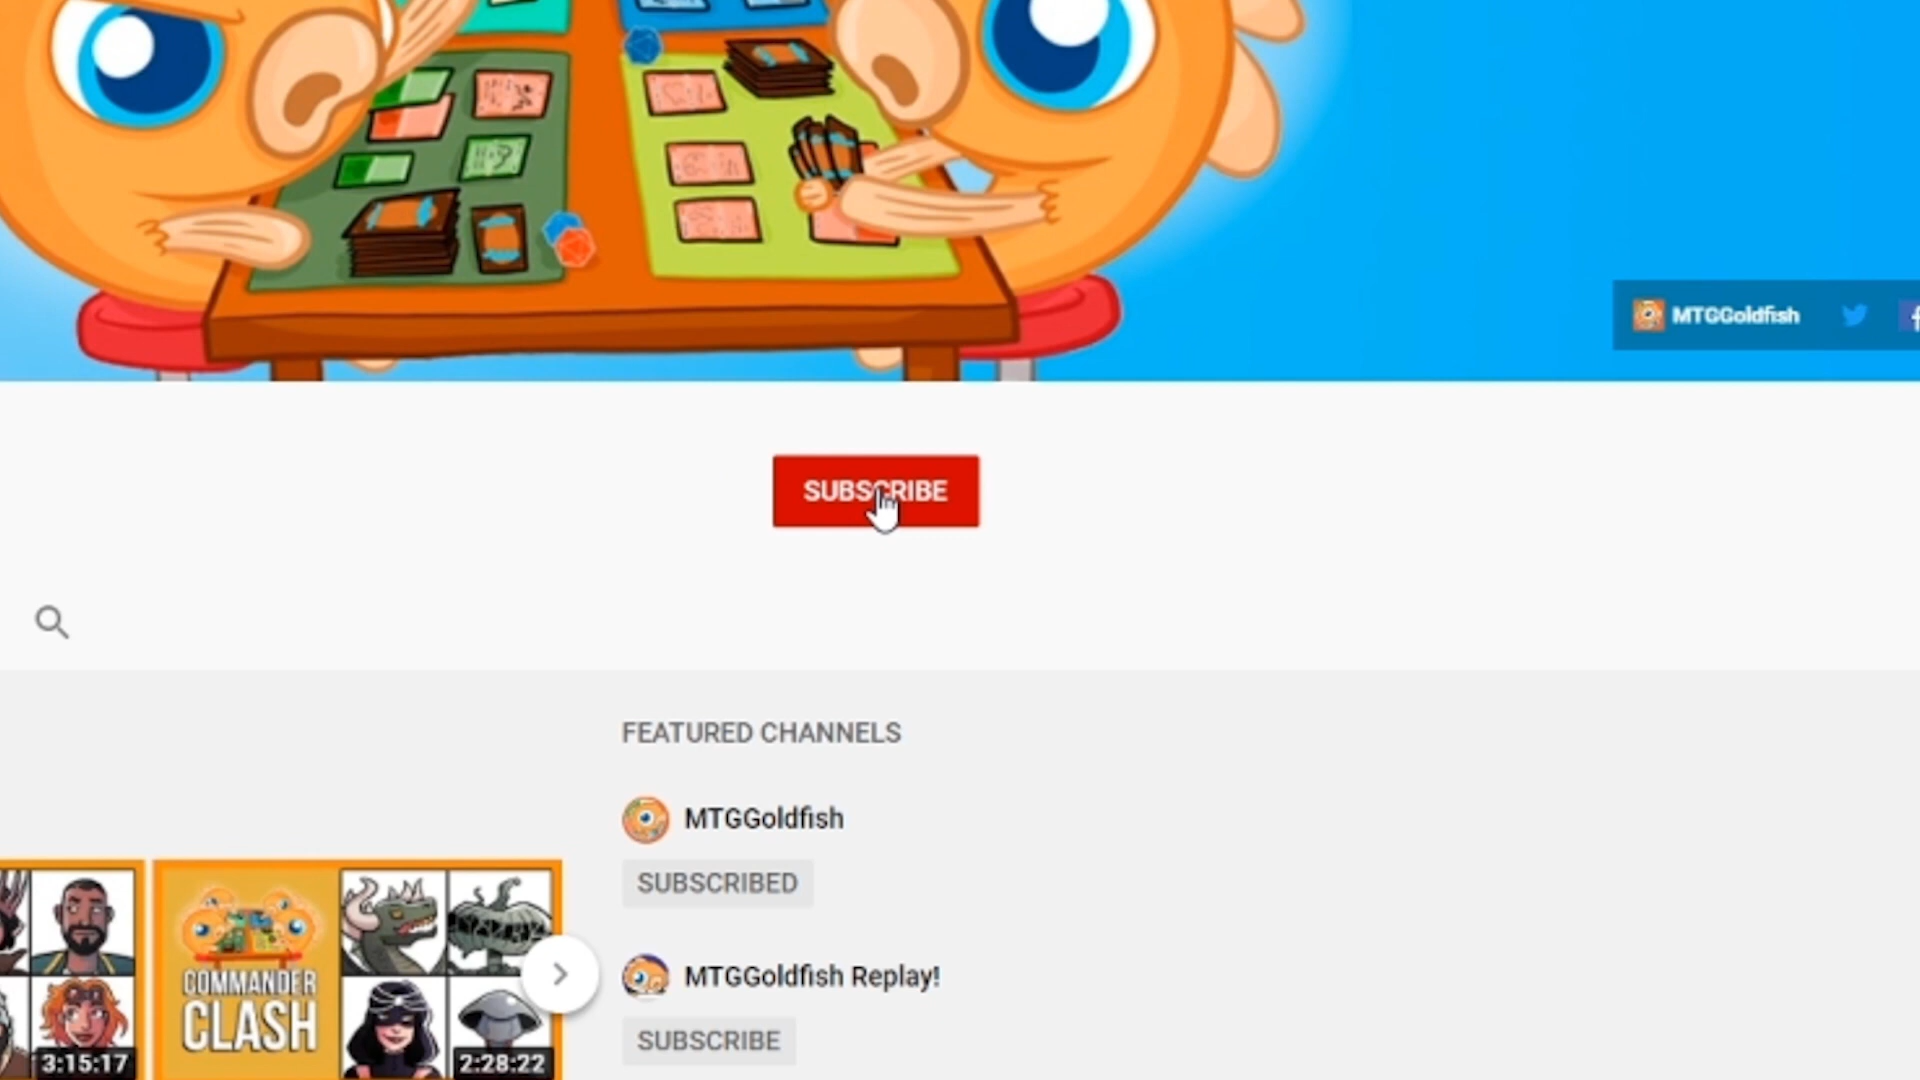 MTGGoldfish
SUBSCRIBE
FEATURED CHANNELS
MTGGoldfish
SUBSCRIBED
MTGGoldfish Replay!
SUBSCRIBE
COMMANDER
CLASH
3:15:17
2:28:22